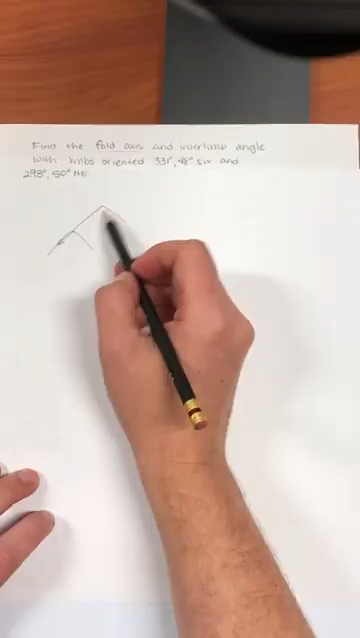 Find the fold axis and interlimb angle
with limbs oriented 331°, 48° SW and
298°, 50° NE.